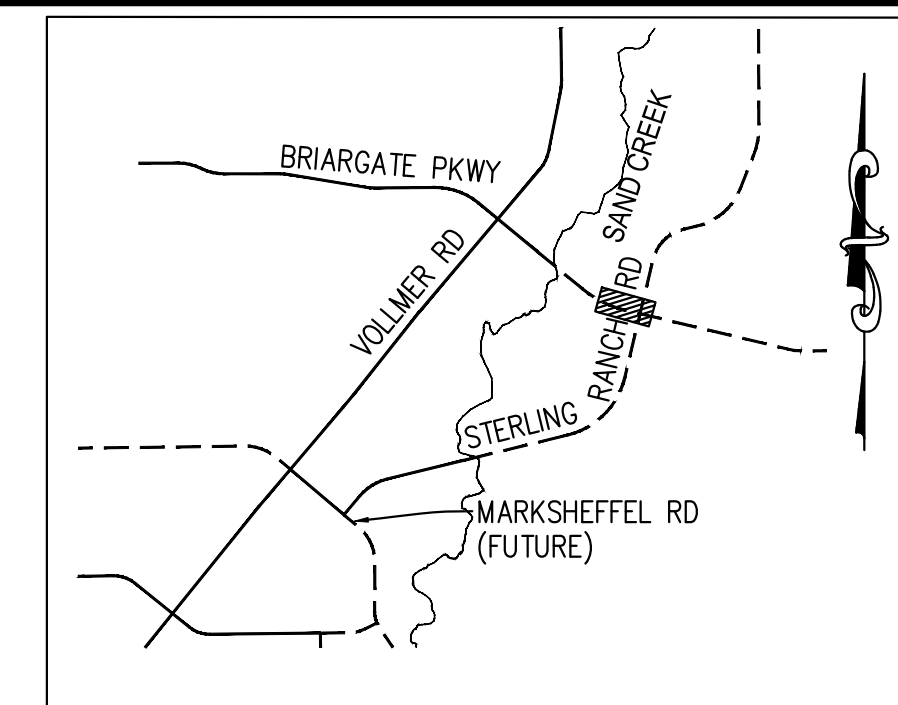 BRIARGATE PKWY
SAND CREEK
VOLLMER RD
STERLING RANCH RD
MARKSHEFFEL RD
(FUTURE)